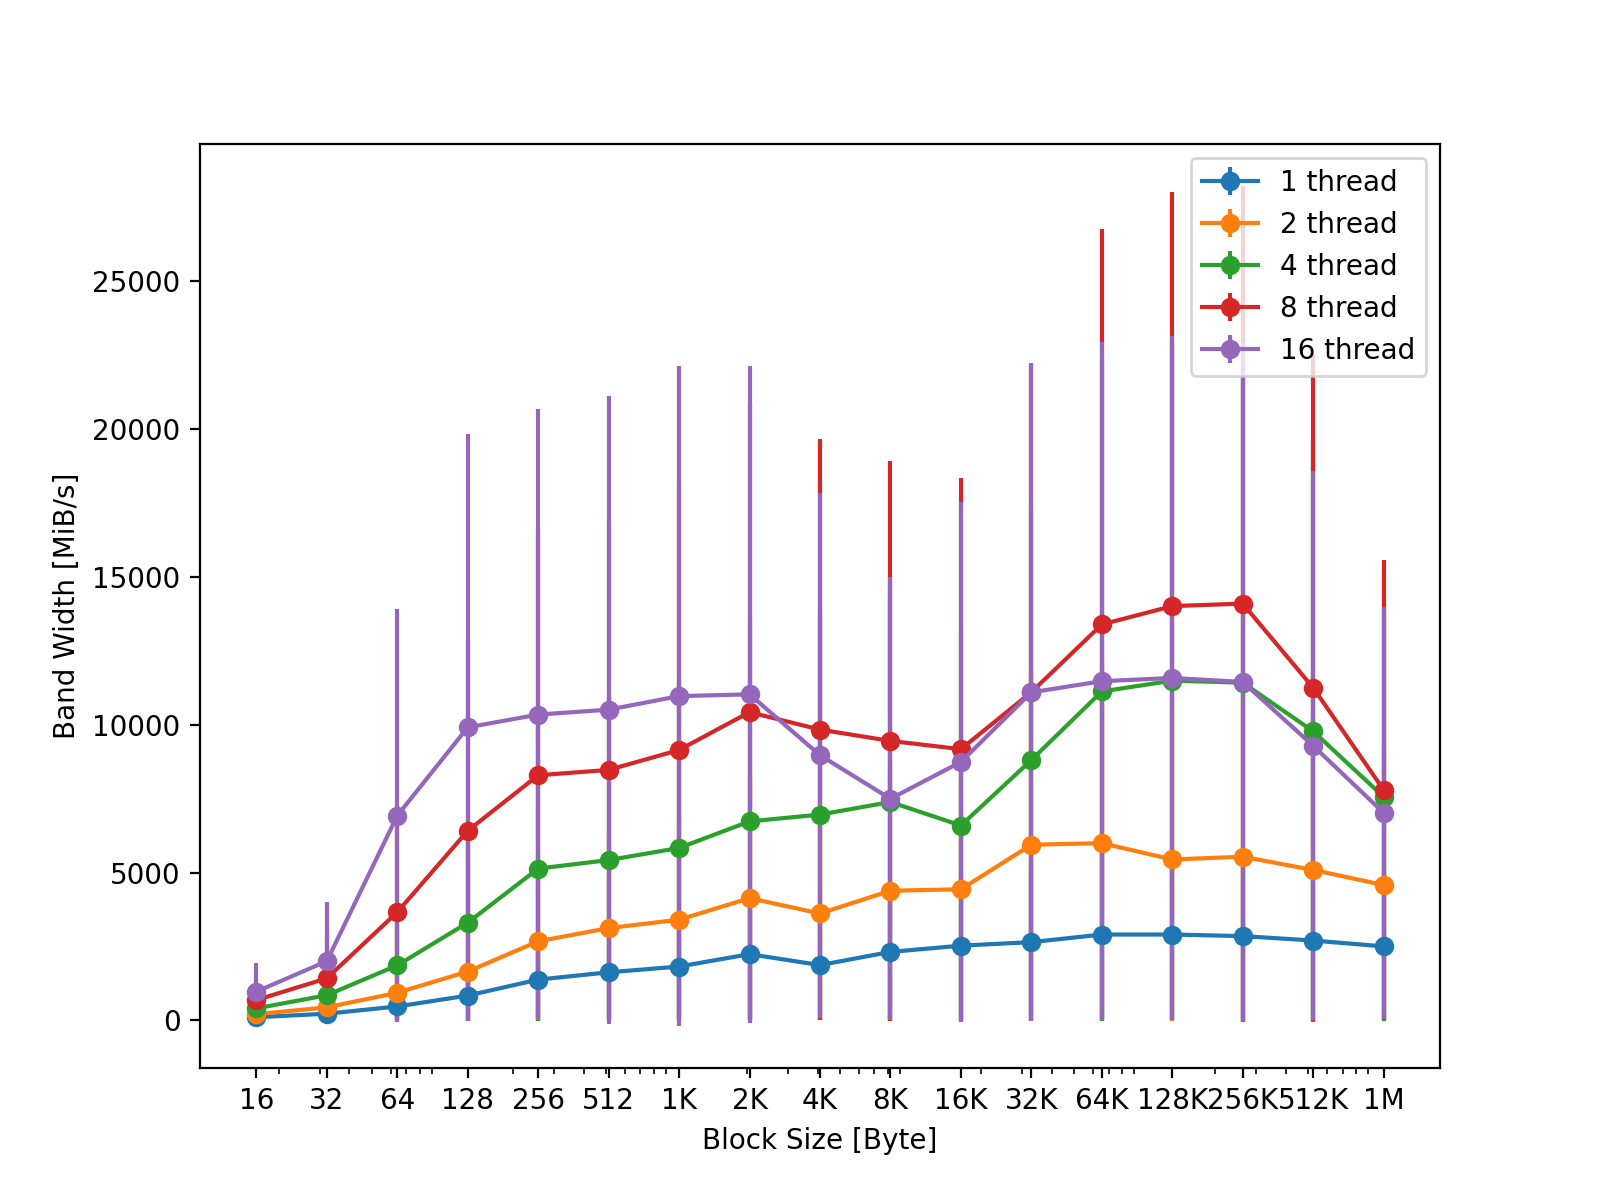 1 thread
2 thread
4 thread
8 thread
16 thread
25000
20000
15000
10000
5000
0
Band Width [MiB/s]
16 32 64 128 256 512 1K 2K 4K 8K 16K 32K 64K 128K 256K 512K 1M
Block Size [Byte]